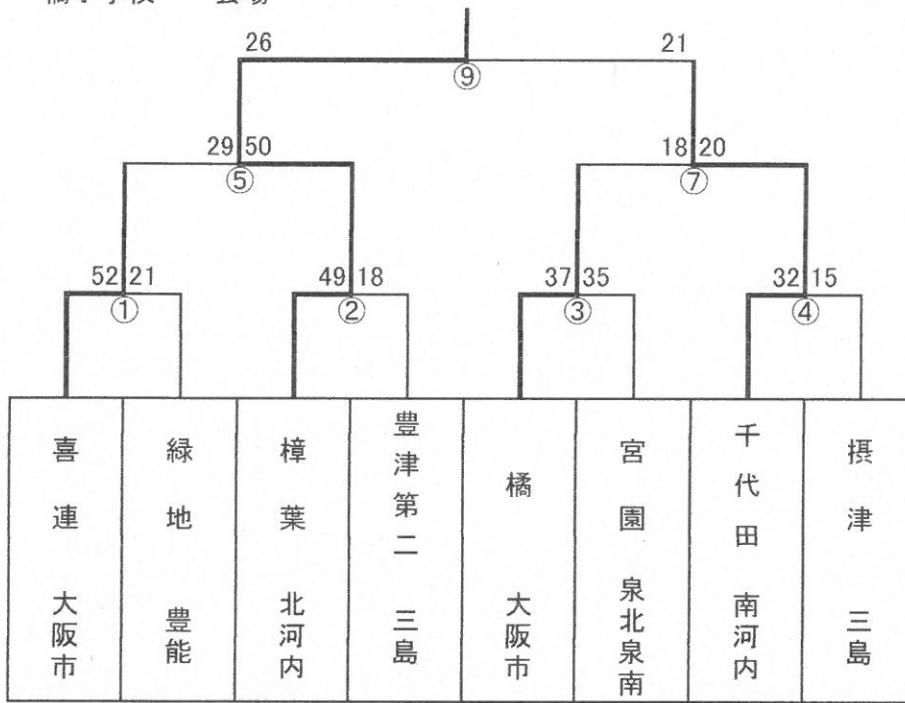 26 21
⑨
29 50 18 20
⑤ ⑦
52 21 49 18 37 35 32 15
① ② ③ ④
喜連 大阪市
緑地 豊能
樟葉 北河内
豊津第二 三島
橘 大阪市
宮園 泉北泉南
千代田 南河内
摂津 三島